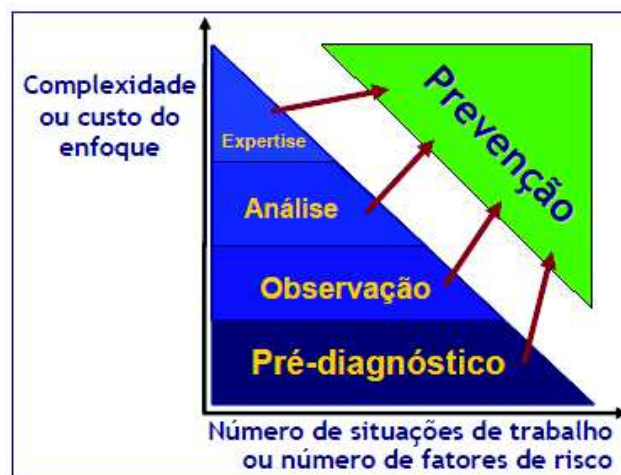 Complexidade
ou custo do
enfoque
Prevenção
Expertise
Análise
Observação
Pré-diagnóstico
Número de situações de trabalho
ou número de fatores de risco